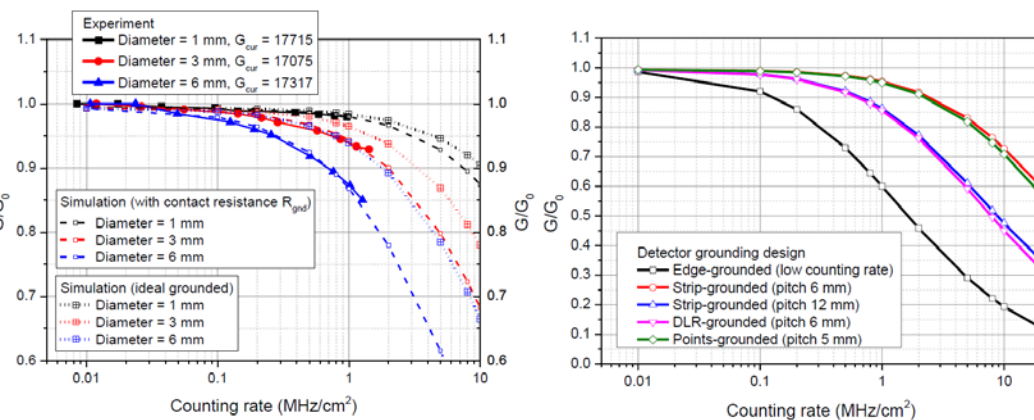 Experiment
Diameter = 1 mm, G_cur = 17715
Diameter = 3 mm, G_cur = 17075
Diameter = 6 mm, G_cur = 17317
1.1
1.0
0.9
0.8
0.7
0.6
G/G_0
Simulation (with contact resistance R_gnd)
Diameter = 1 mm
Diameter = 3 mm
Diameter = 6 mm
Simulation (ideal grounded)
Diameter = 1 mm
Diameter = 3 mm
Diameter = 6 mm
1.1
1.0
0.9
0.8
0.7
0.6
G/G_0
0.01 0.1 1 10
Counting rate (MHz/cm²)
1.1
1.0
0.9
0.8
0.7
0.6
0.5
0.4
0.3
0.2
0.1
0.0
G/G_0
Detector grounding design
Edge-grounded (low counting rate)
Strip-grounded (pitch 6 mm)
Strip-grounded (pitch 12 mm)
DLR-grounded (pitch 6 mm)
Points-grounded (pitch 5 mm)
0.01 0.1 1 10
Counting rate (MHz/cm²)